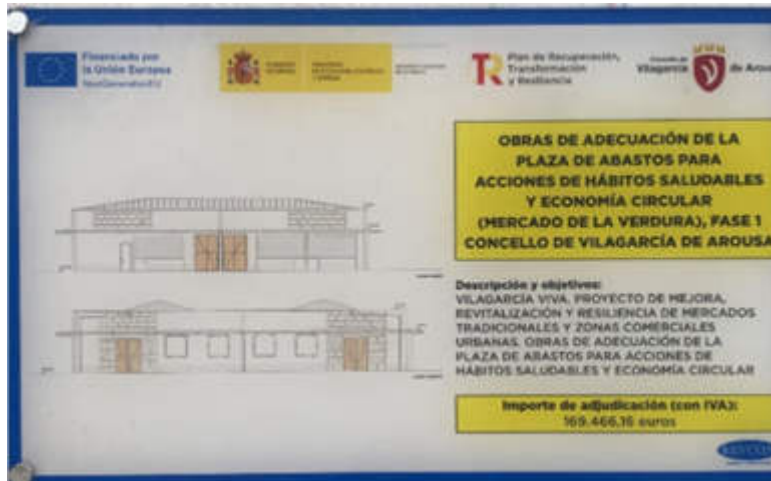 Financiado por
la Unión Europea
NextGenerationEU
Plan de Recuperación,
Transformación
y Resiliencia
Concello de
Vilagarcía de Arousa
OBRAS DE ADECUACIÓN DE LA
PLAZA DE ABASTOS PARA
ACCIONES DE HÁBITOS SALUDABLES
Y ECONOMÍA CIRCULAR
(MERCADO DE LA VERDURA), FASE 1
CONCELLO DE VILAGARCÍA DE AROUSA
Descripción y objetivos:
VILAGARCÍA VIVA. PROYECTO DE MEJORA,
REVITALIZACIÓN Y RESILIENCIA DE MERCADOS
TRADICIONALES Y ZONAS COMERCIALES
URBANAS. OBRAS DE ADECUACIÓN DE LA
PLAZA DE ABASTOS PARA ACCIONES DE
HÁBITOS SALUDABLES Y ECONOMÍA CIRCULAR
Importe de adjudicación (con IVA):
169.466,16 euros